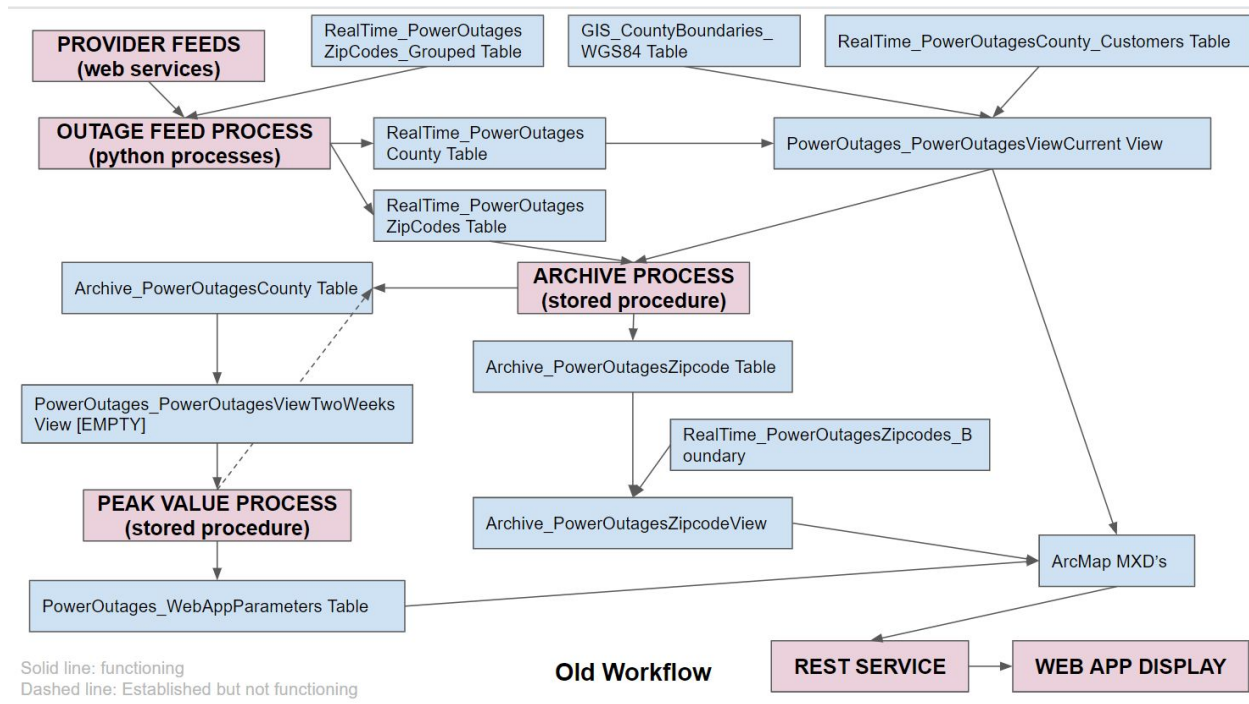 PROVIDER FEEDS
(web services)
RealTime_PowerOutages
ZipCodes_Grouped Table
GIS_CountyBoundaries_
WGS84 Table
RealTime_PowerOutagesCounty_Customers Table
OUTAGE FEED PROCESS
(python processes)
RealTime_PowerOutages
County Table
PowerOutages_PowerOutagesViewCurrent View
RealTime_PowerOutages
ZipCodes Table
Archive_PowerOutagesCounty Table
ARCHIVE PROCESS
(stored procedure)
Archive_PowerOutagesZipcode Table
PowerOutages_PowerOutagesViewTwoWeeks
View [EMPTY]
RealTime_PowerOutagesZipcodes_B
oundary
PEAK VALUE PROCESS
(stored procedure)
Archive_PowerOutagesZipcodeView
ArcMap MXD's
PowerOutages_WebAppParameters Table
Solid line: functioning
Dashed line: Established but not functioning
Old Workflow
REST SERVICE
WEB APP DISPLAY